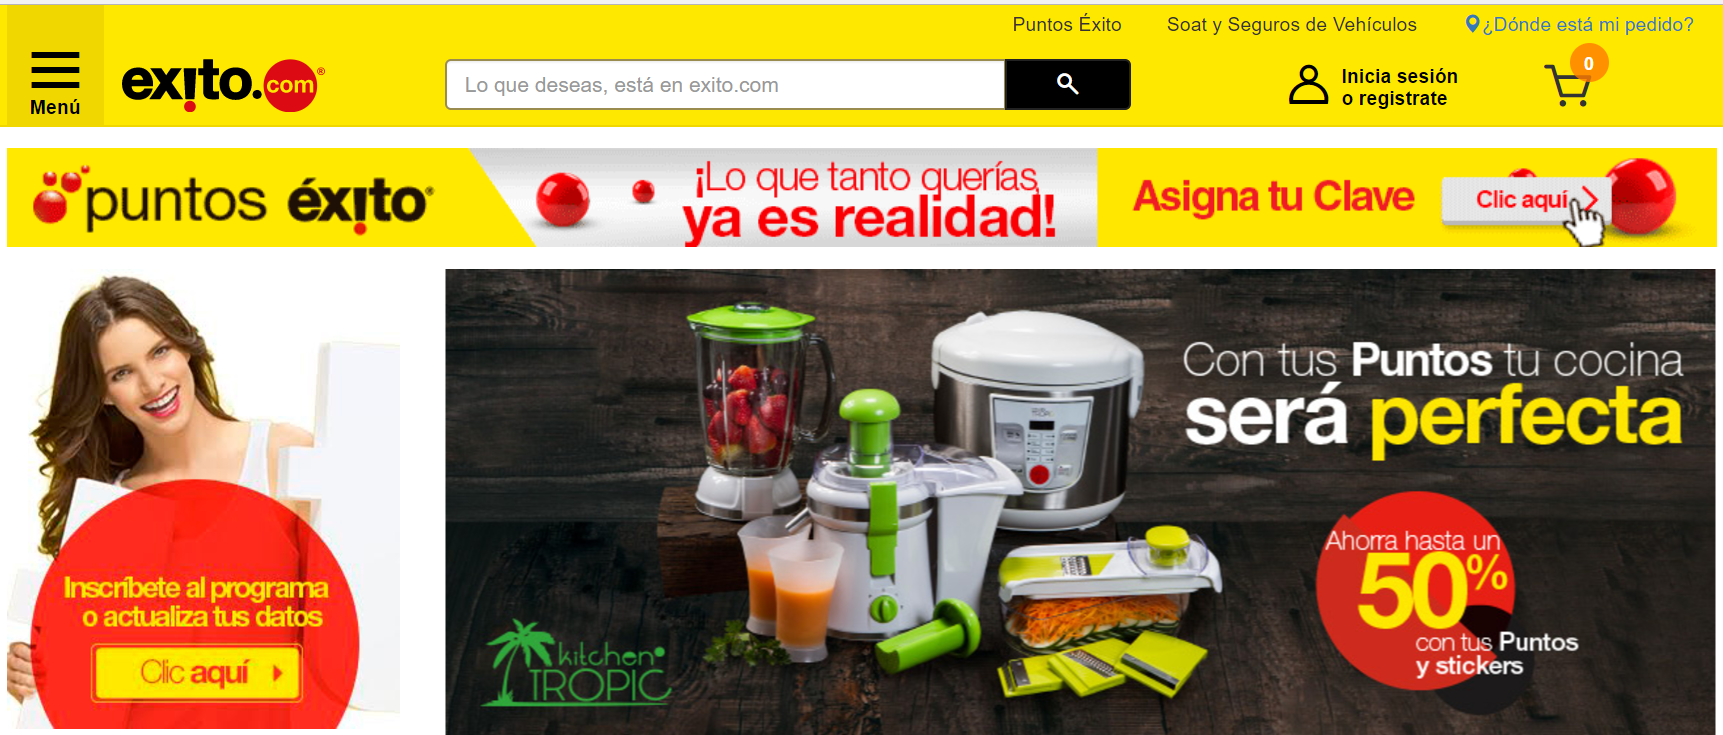 Puntos Éxito
Soat y Seguros de Vehículos
¿Dónde está mi pedido?
Menú
exito.com®
Lo que deseas, está en exito.com
Inicia sesión
o registrate
0
puntos éxito®
¡Lo que tanto querías
ya es realidad!
Asigna tu Clave
Clic aquí
Inscríbete al programa
o actualiza tus datos
Clic aquí
kitchen
TROPIC
Con tus Puntos tu cocina
será perfecta
Ahorra hasta un
50%
con tus Puntos
y stickers